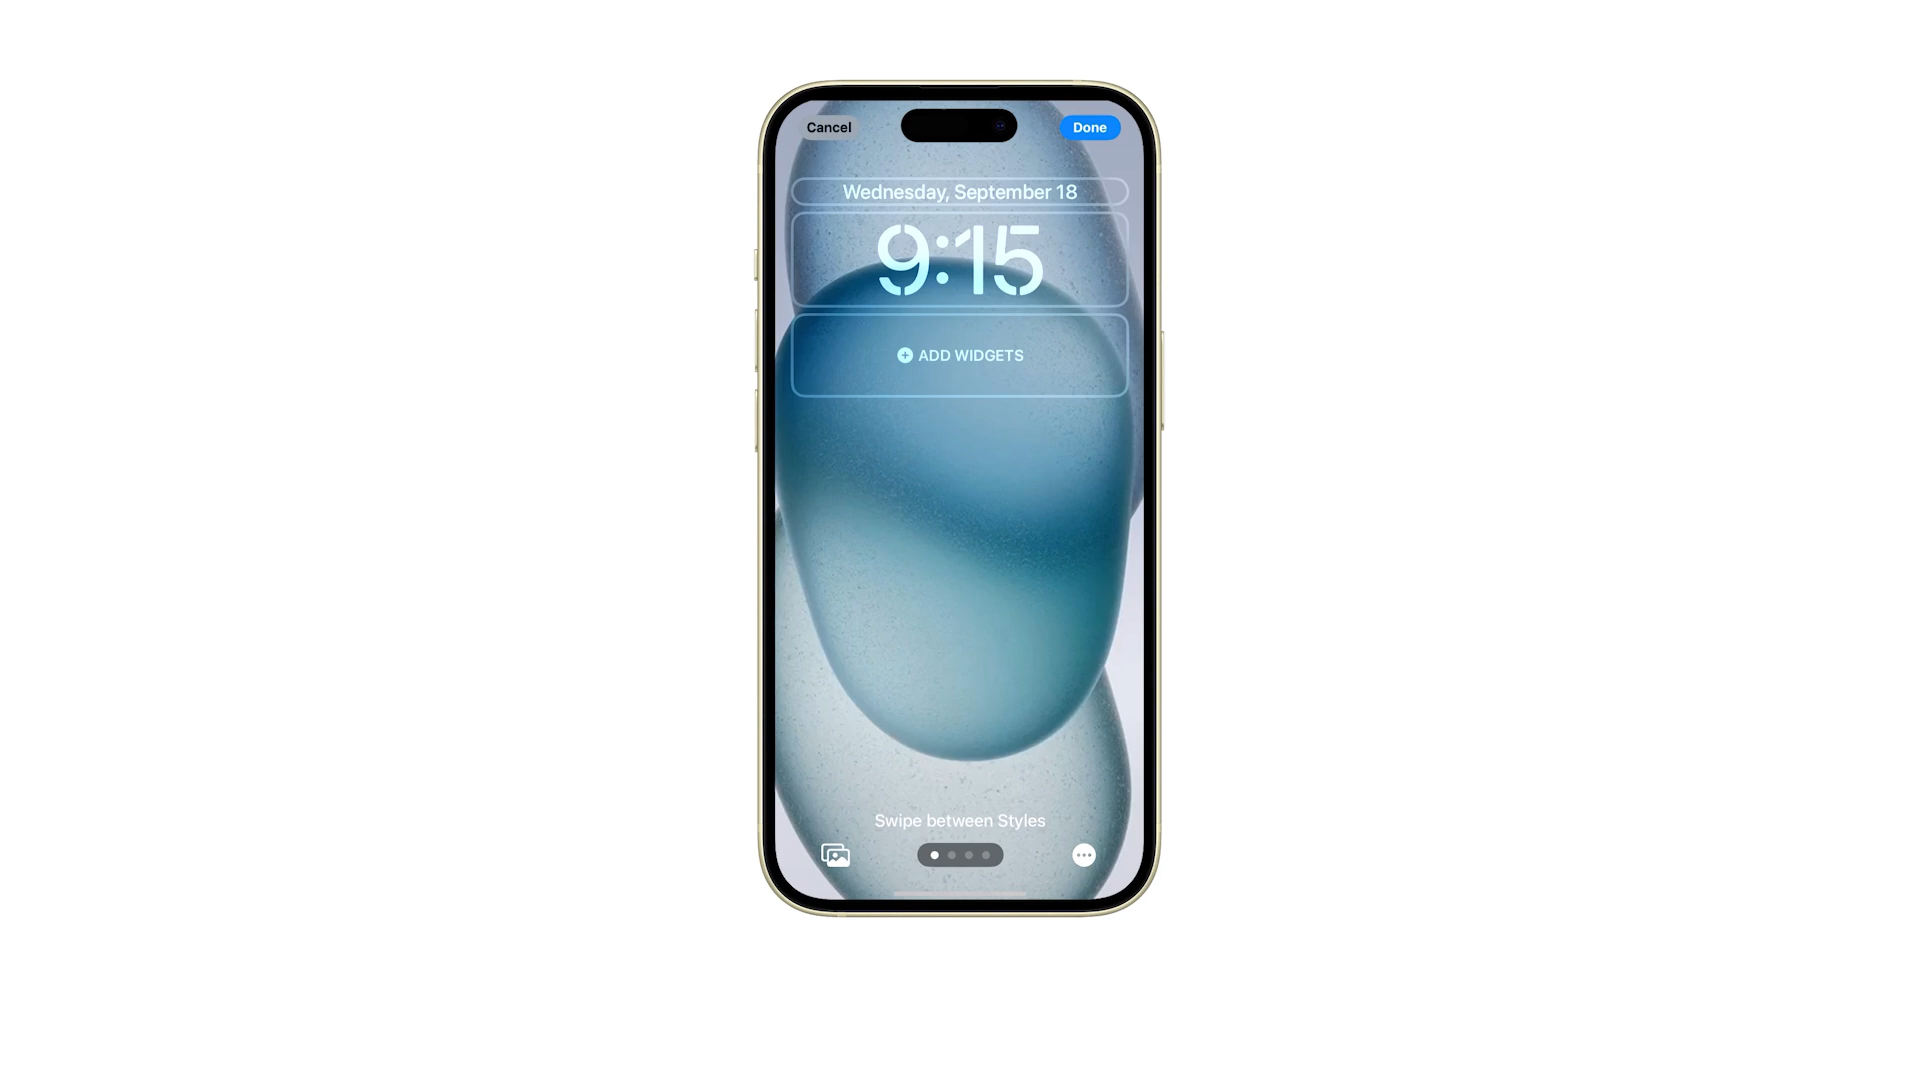 Cancel
Done
Wednesday, September 18
9:15
ADD WIDGETS
Swipe between Styles